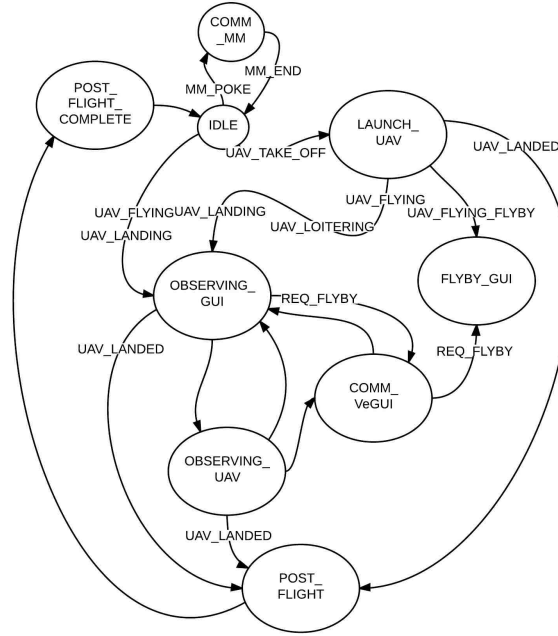 COMM
_MM
MM_END
MM_POKE
POST_
FLIGHT_
COMPLETE
IDLE
LAUNCH_
UAV
UAV_TAKE_OFF
UAV_LANDED
UAV_FLYING
UAV_FLYING
UAV_LANDING
UAV_FLYING_FLYBY
UAV_LOITERING
UAV_LANDING
OBSERVING_
GUI
FLYBY_GUI
REQ_FLYBY
UAV_LANDED
REQ_FLYBY
COMM_
VeGUI
OBSERVING_
UAV
UAV_LANDED
POST_
FLIGHT